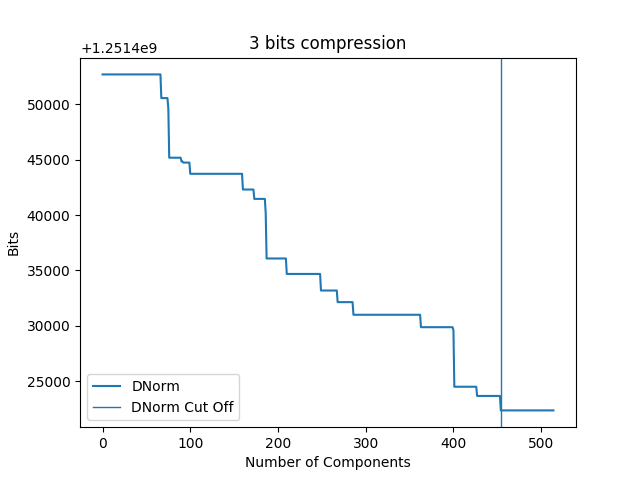 3 bits compression
+1.2514e9
50000
45000
40000
35000
30000
25000
Bits
DNorm
DNorm Cut Off
0 100 200 300 400 500
Number of Components